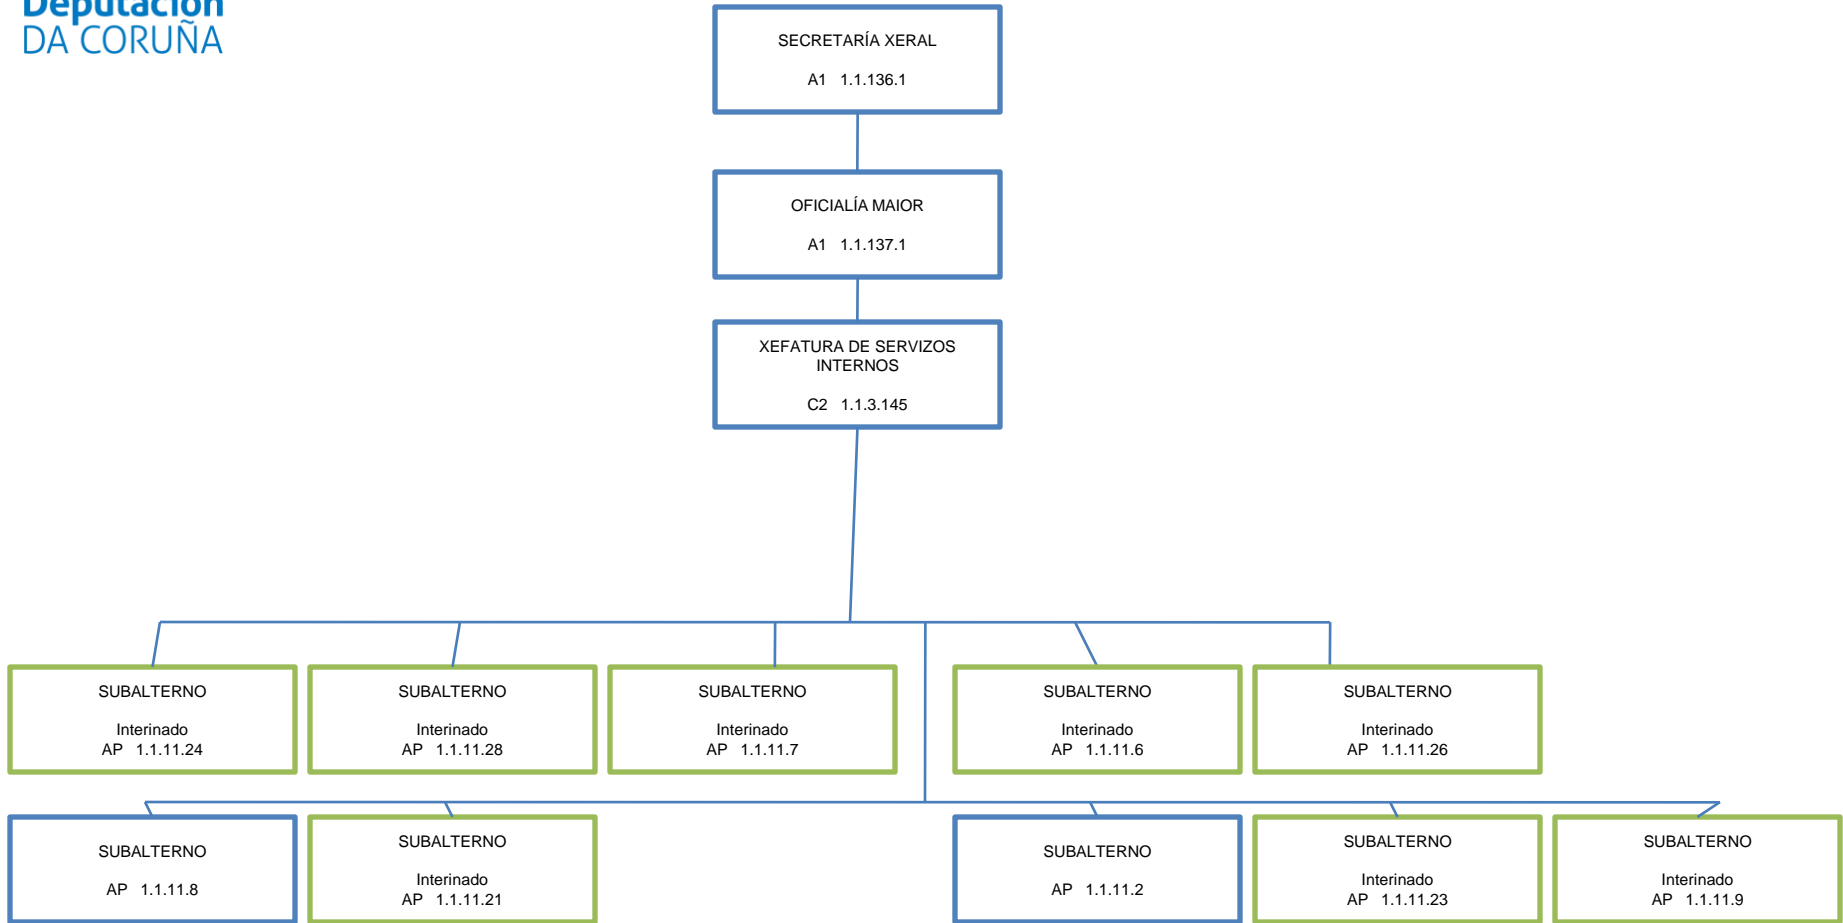 Deputación
DA CORUÑA
SECRETARÍA XERAL
A1 1.1.136.1
OFICIALÍA MAIOR
A1 1.1.137.1
XEFATURA DE SERVIZOS
INTERNOS
C2 1.1.3.145
SUBALTERNO
Interinado
AP 1.1.11.24
SUBALTERNO
Interinado
AP 1.1.11.28
SUBALTERNO
Interinado
AP 1.1.11.7
SUBALTERNO
Interinado
AP 1.1.11.6
SUBALTERNO
Interinado
AP 1.1.11.26
SUBALTERNO
AP 1.1.11.8
SUBALTERNO
Interinado
AP 1.1.11.21
SUBALTERNO
AP 1.1.11.2
SUBALTERNO
Interinado
AP 1.1.11.23
SUBALTERNO
Interinado
AP 1.1.11.9